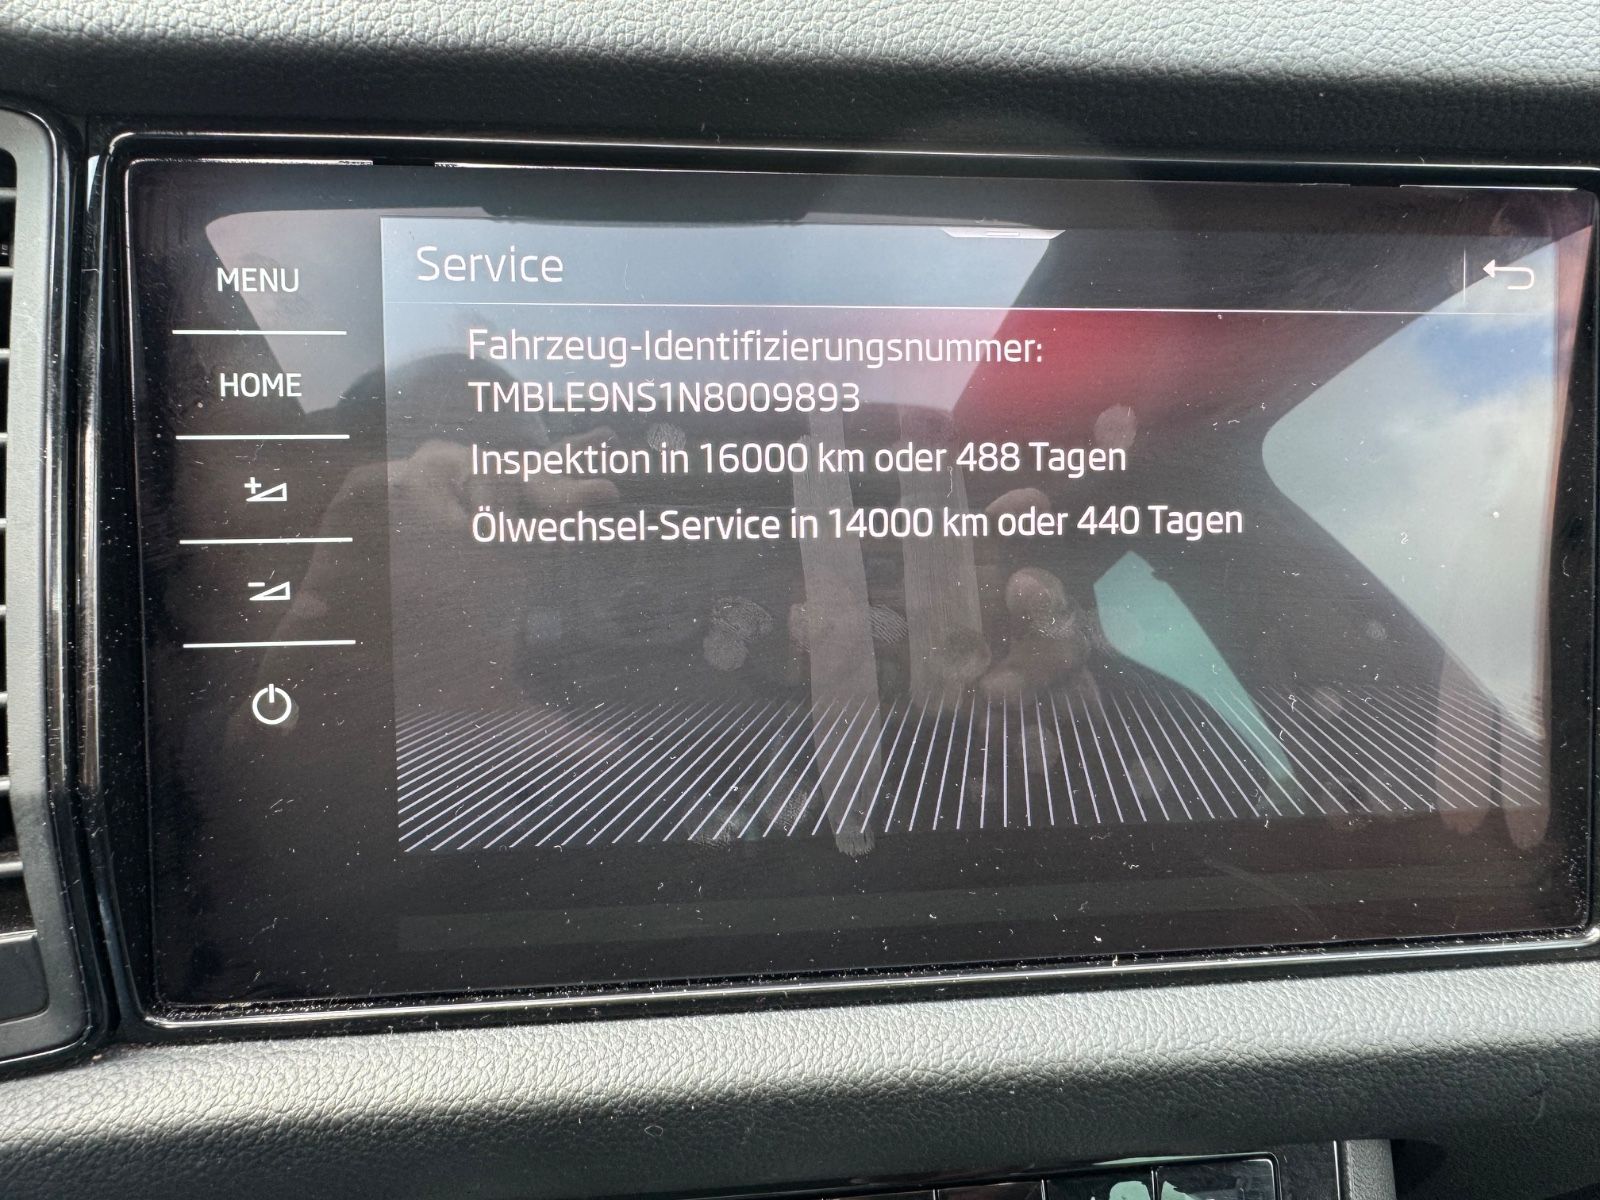 MENU
HOME
Service
Fahrzeug-Identifizierungsnummer:
TMBLE9NS1N8009893
Inspektion in 16000 km oder 488 Tagen
Ölwechsel-Service in 14000 km oder 440 Tagen